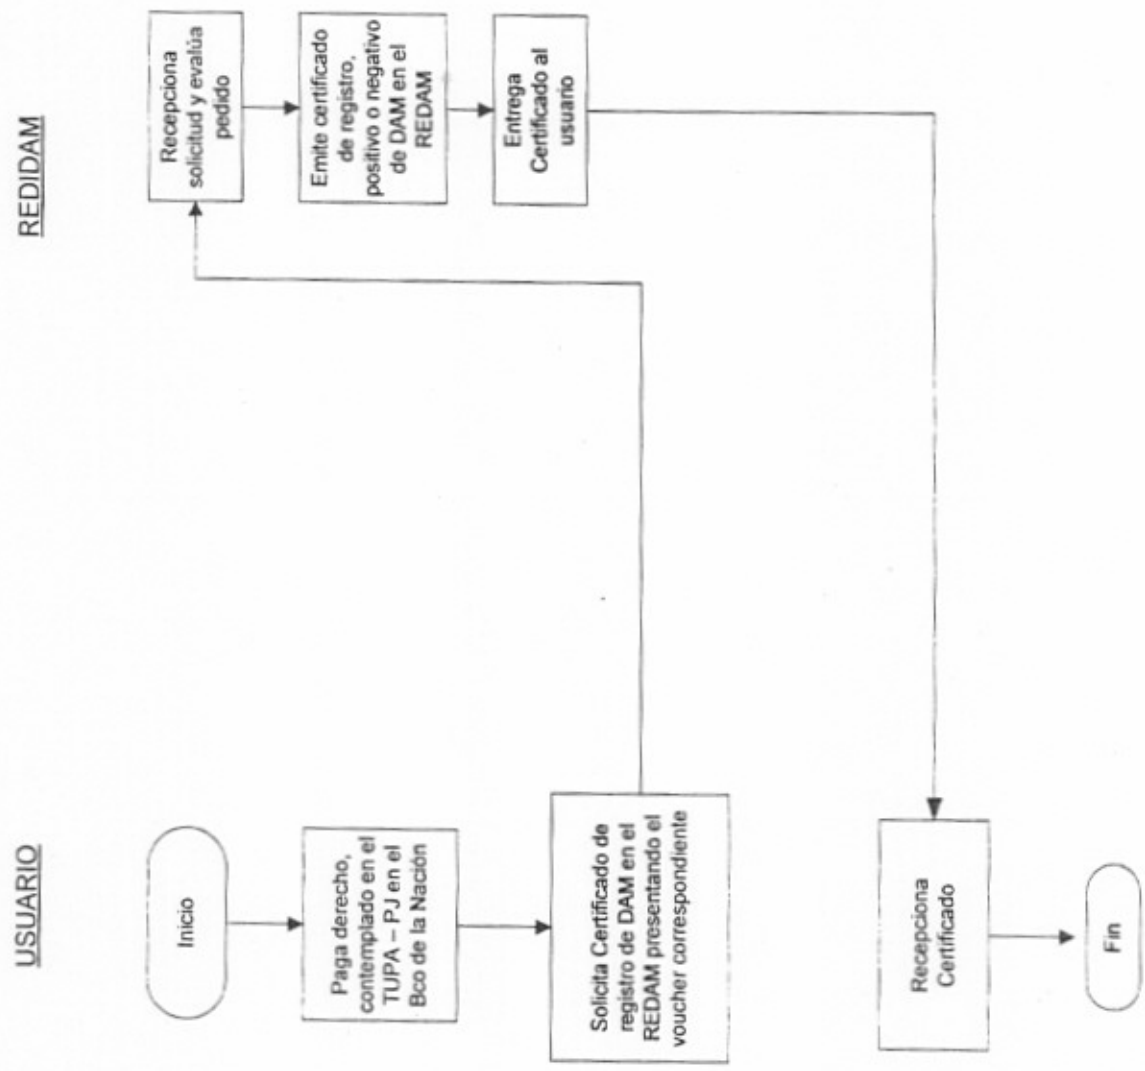 USUARIO
REDIDAM
Inicio
Paga derecho,
contemplado en el
TUPA – PJ en el
Bco de la Nación
Solicita Certificado de
registro de DAM en el
REDAM presentando el
voucher correspondiente
Recepciona
solicitud y evalúa
pedido
Emite certificado
de registro,
positivo o negativo
de DAM en el
REDAM
Entrega
Certificado al
usuario
Recepciona
Certificado
Fin